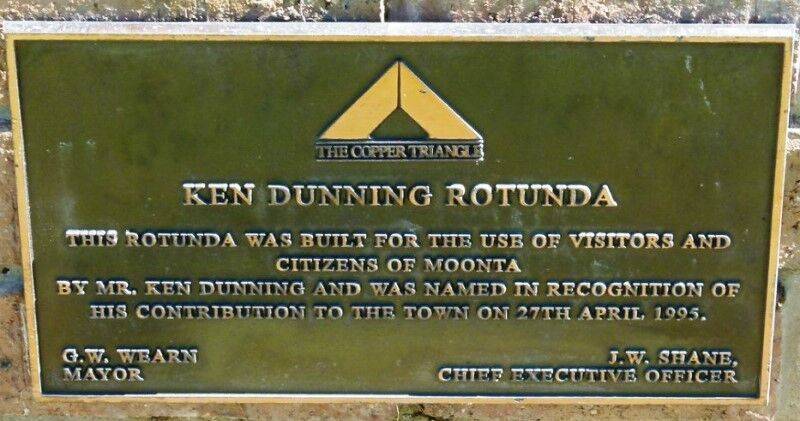 THE COPPER TRIANGLE
KEN DUNNING ROTUNDA
THIS ROTUNDA WAS BUILT FOR THE USE OF VISITORS AND
CITIZENS OF MOONTA
BY MR. KEN DUNNING AND WAS NAMED IN RECOGNITION OF
HIS CONTRIBUTION TO THE TOWN ON 27TH APRIL 1995.
G.W. WEARN
MAYOR
J.W. SHANE,
CHIEF EXECUTIVE OFFICER